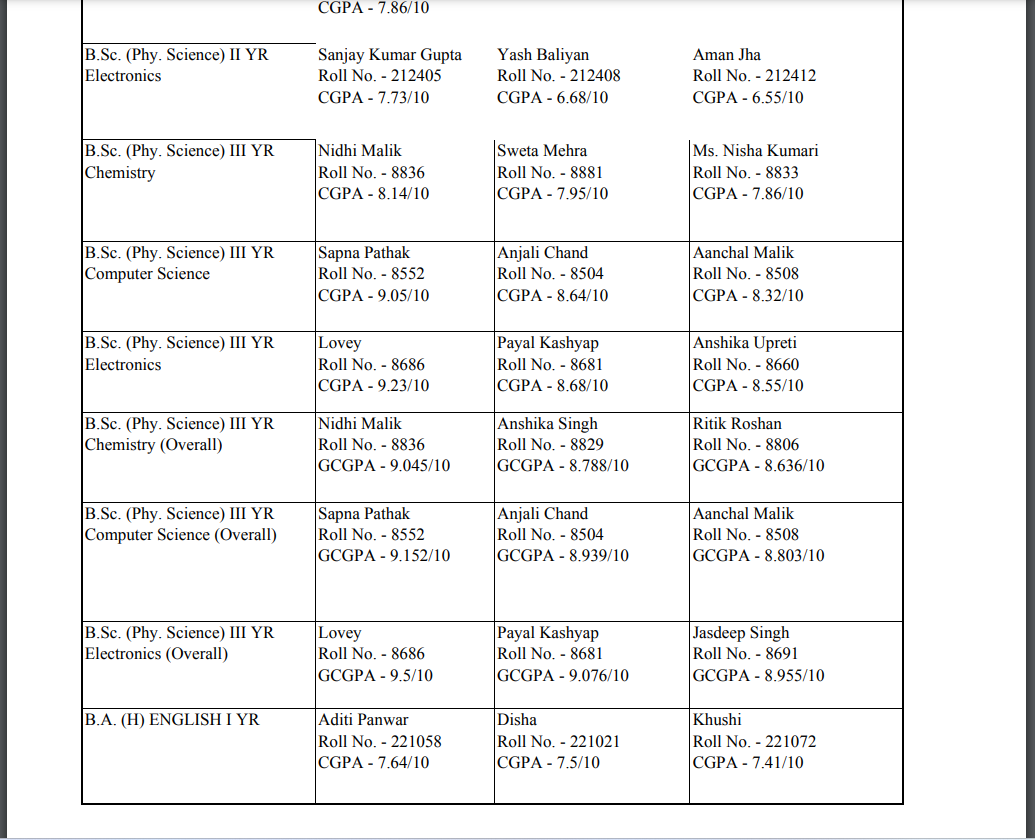 CGPA - 7.86/10
B.Sc. (Phy. Science) II YR
Electronics
Sanjay Kumar Gupta
Roll No. - 212405
CGPA - 7.73/10
Yash Baliyan
Roll No. - 212408
CGPA - 6.68/10
Aman Jha
Roll No. - 212412
CGPA - 6.55/10
B.Sc. (Phy. Science) III YR
Chemistry
Nidhi Malik
Roll No. - 8836
CGPA - 8.14/10
Sweta Mehra
Roll No. - 8881
CGPA - 7.95/10
Ms. Nisha Kumari
Roll No. - 8833
CGPA - 7.86/10
B.Sc. (Phy. Science) III YR
Computer Science
Sapna Pathak
Roll No. - 8552
CGPA - 9.05/10
Anjali Chand
Roll No. - 8504
CGPA - 8.64/10
Aanchal Malik
Roll No. - 8508
CGPA - 8.32/10
B.Sc. (Phy. Science) III YR
Electronics
Lovey
Roll No. - 8686
CGPA - 9.23/10
Payal Kashyap
Roll No. - 8681
CGPA - 8.68/10
Anshika Upreti
Roll No. - 8660
CGPA - 8.55/10
B.Sc. (Phy. Science) III YR
Chemistry (Overall)
Nidhi Malik
Roll No. - 8836
GCGPA - 9.045/10
Anshika Singh
Roll No. - 8829
GCGPA - 8.788/10
Ritik Roshan
Roll No. - 8806
GCGPA - 8.636/10
B.Sc. (Phy. Science) III YR
Computer Science (Overall)
Sapna Pathak
Roll No. - 8552
GCGPA - 9.152/10
Anjali Chand
Roll No. - 8504
GCGPA - 8.939/10
Aanchal Malik
Roll No. - 8508
GCGPA - 8.803/10
B.Sc. (Phy. Science) III YR
Electronics (Overall)
Lovey
Roll No. - 8686
GCGPA - 9.5/10
Payal Kashyap
Roll No. - 8681
GCGPA - 9.076/10
Jasdeep Singh
Roll No. - 8691
GCGPA - 8.955/10
B.A. (H) ENGLISH I YR
Aditi Panwar
Roll No. - 221058
CGPA - 7.64/10
Disha
Roll No. - 221021
CGPA - 7.5/10
Khushi
Roll No. - 221072
CGPA - 7.41/10